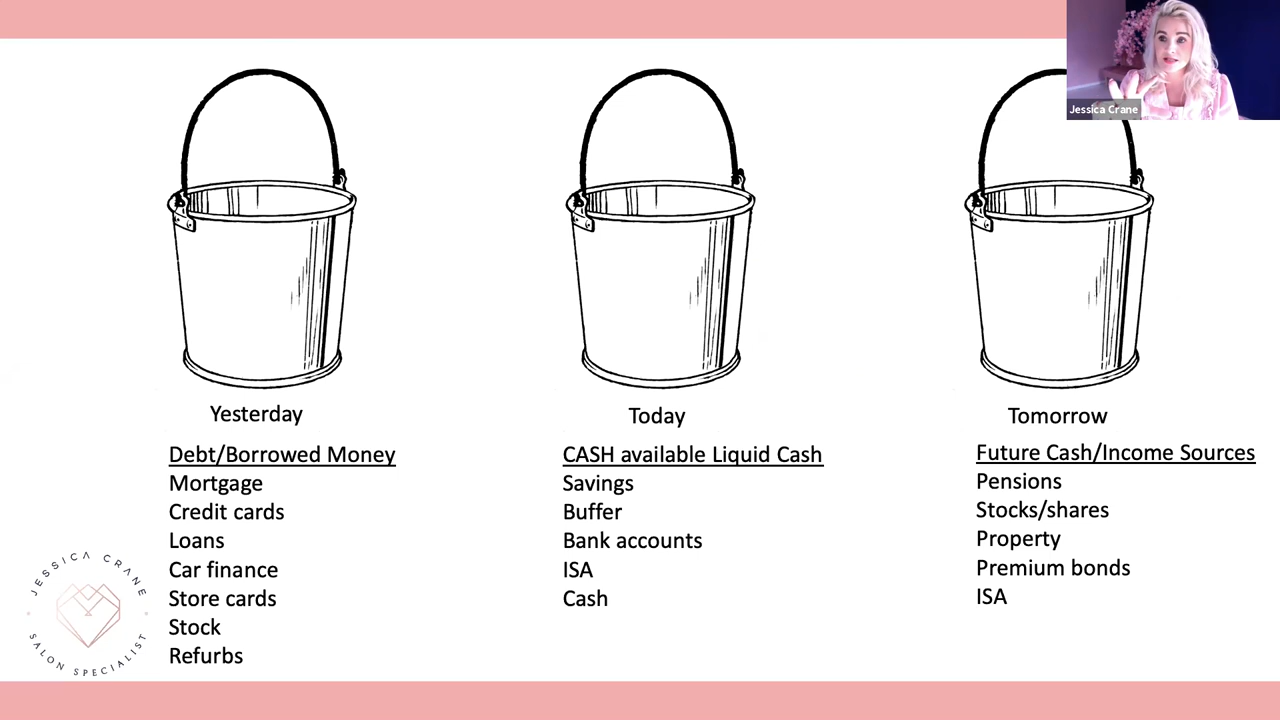 Jessica Crane
Yesterday
Debt/Borrowed Money
Mortgage
Credit cards
Loans
Car finance
Store cards
Stock
Refurbs
Today
CASH available Liquid Cash
Savings
Buffer
Bank accounts
ISA
Cash
Tomorrow
Future Cash/Income Sources
Pensions
Stocks/shares
Property
Premium bonds
ISA
JESSICA CRANE
SALON SPECIALIST